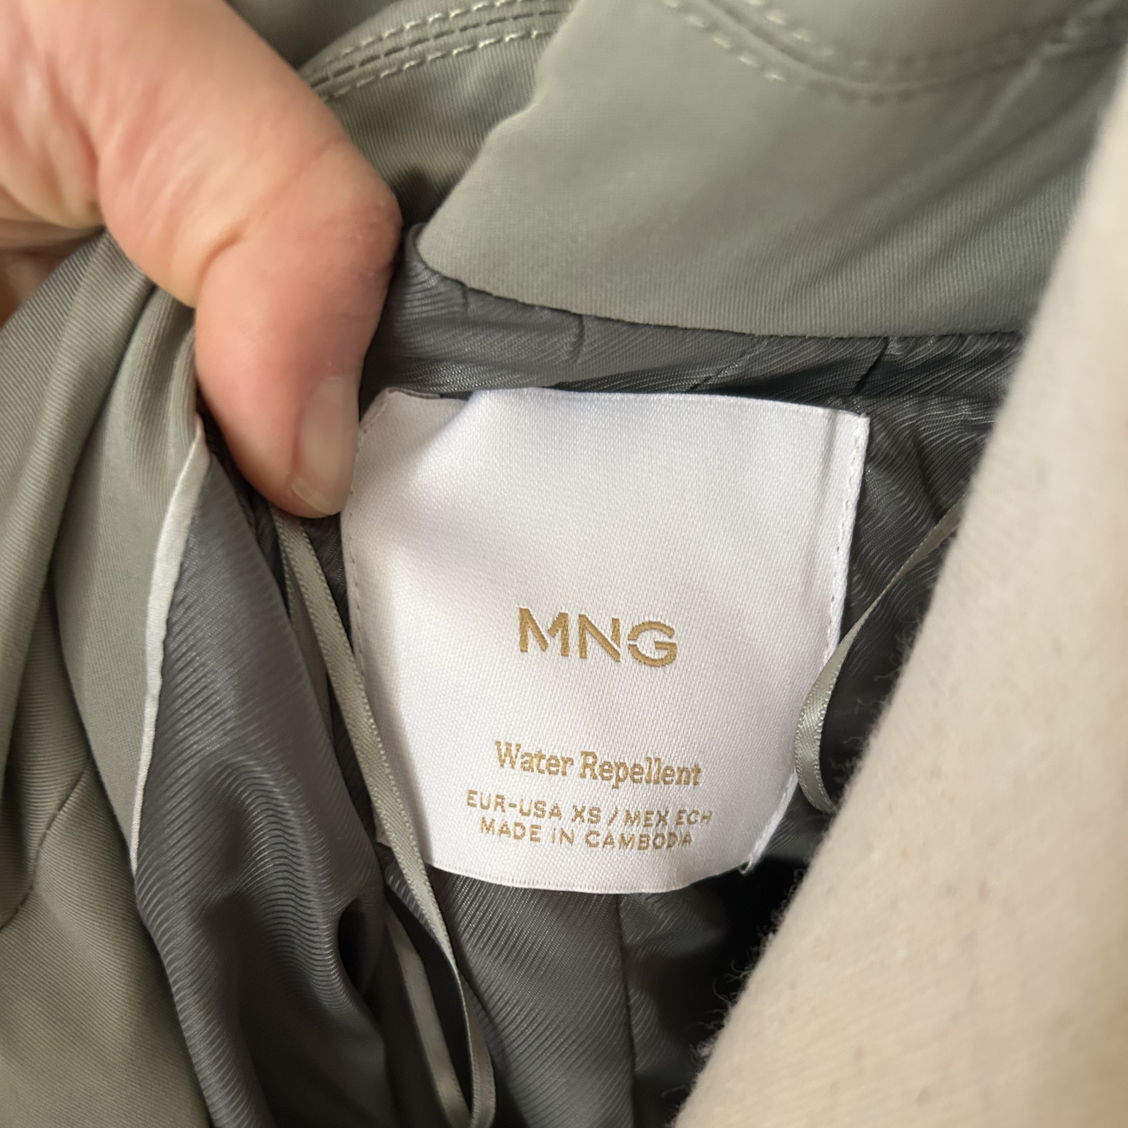 MNG
Water Repellent
EUR-USA XS / MEX ECH
MADE IN CAMBODIA